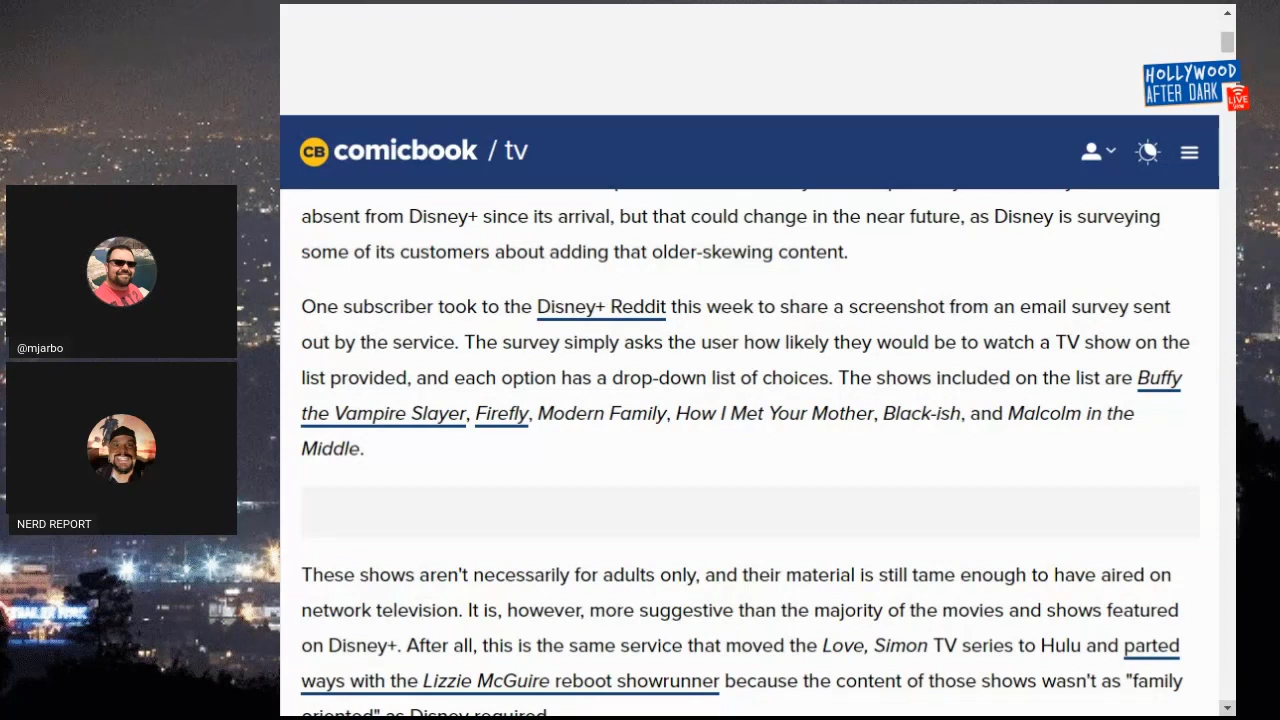 HOLLYWOOD
AFTER DARK
LIVE
SHOW
CB comicbook / tv
absent from Disney+ since its arrival, but that could change in the near future, as Disney is surveying
some of its customers about adding that older-skewing content.
One subscriber took to the Disney+ Reddit this week to share a screenshot from an email survey sent
out by the service. The survey simply asks the user how likely they would be to watch a TV show on the
list provided, and each option has a drop-down list of choices. The shows included on the list are Buffy
the Vampire Slayer, Firefly, Modern Family, How I Met Your Mother, Black-ish, and Malcolm in the
Middle.
These shows aren't necessarily for adults only, and their material is still tame enough to have aired on
network television. It is, however, more suggestive than the majority of the movies and shows featured
on Disney+. After all, this is the same service that moved the Love, Simon TV series to Hulu and parted
ways with the Lizzie McGuire reboot showrunner because the content of those shows wasn't as "family
oriented" as Disney required.
@mjarbo
NERD REPORT